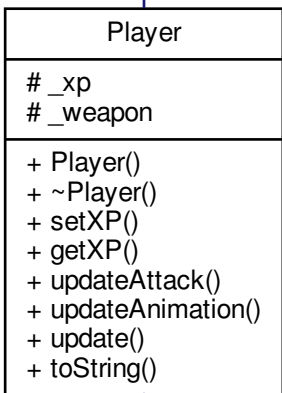 Player
# _xp
# _weapon
+ Player()
+ ~Player()
+ setXP()
+ getXP()
+ updateAttack()
+ updateAnimation()
+ update()
+ toString()